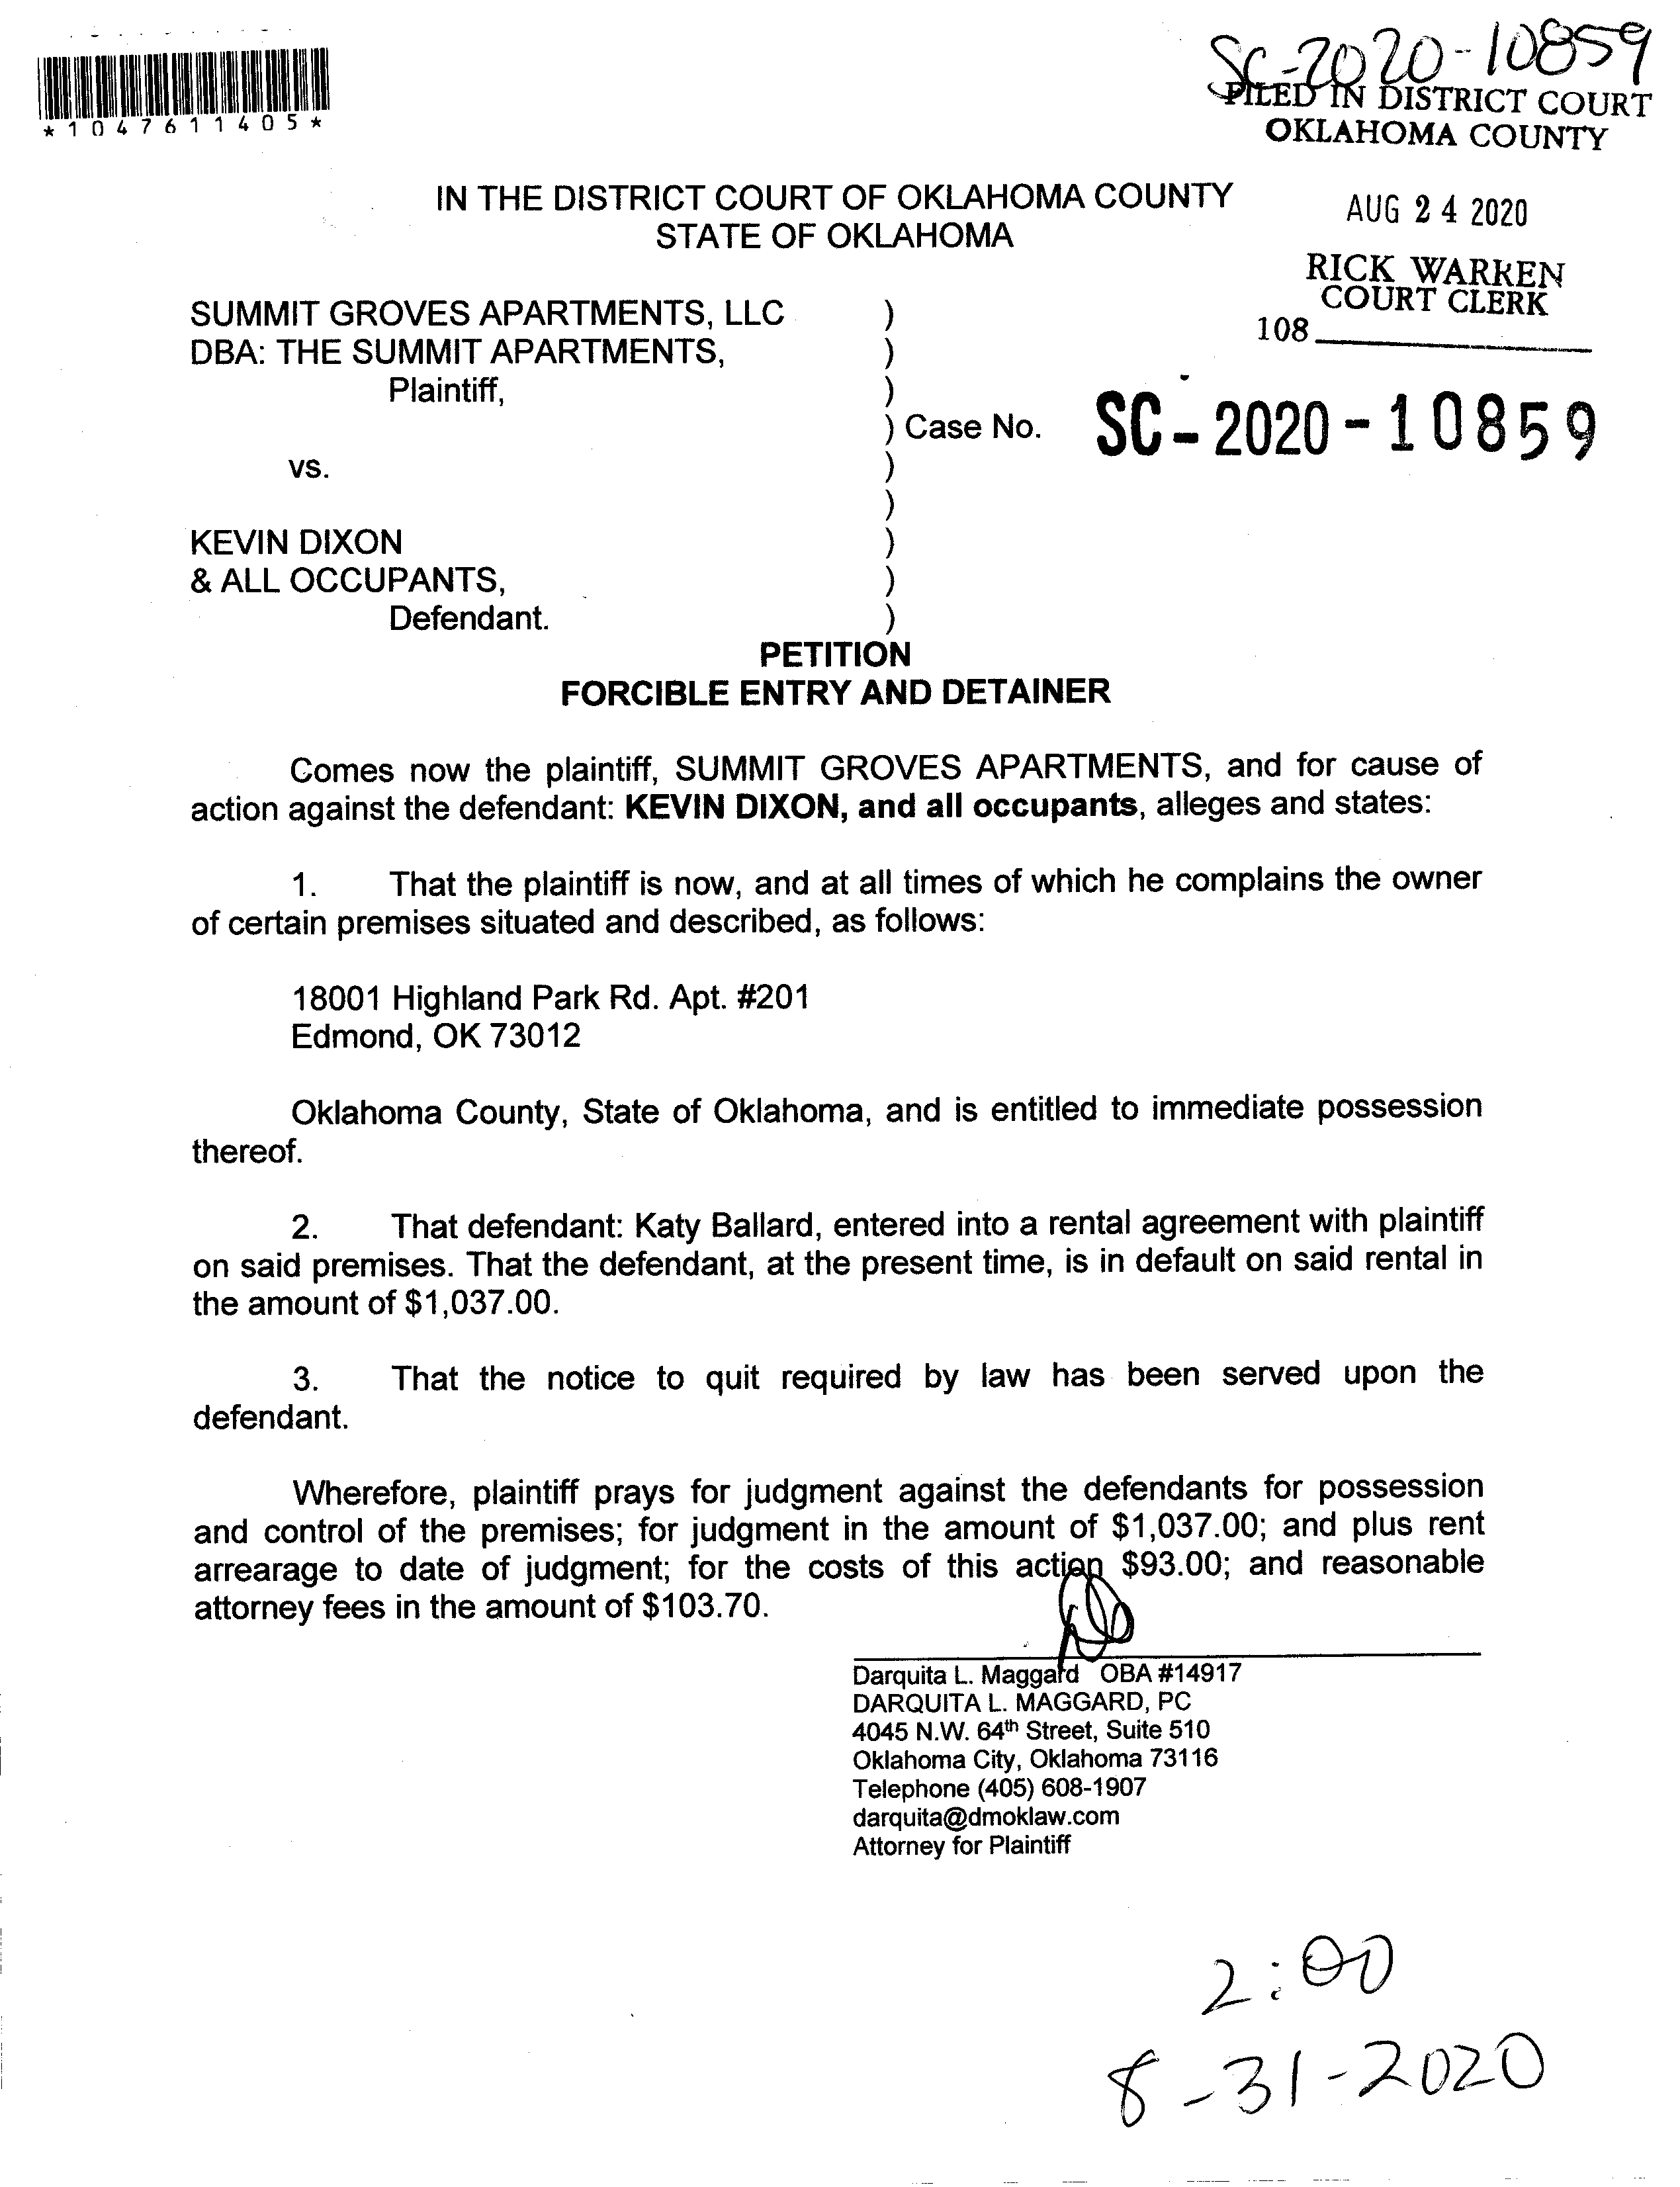 SC-2020-10859
*1047611405*
FILED IN DISTRICT COURT
OKLAHOMA COUNTY
IN THE DISTRICT COURT OF OKLAHOMA COUNTY
STATE OF OKLAHOMA
AUG 24 2020
RICK WARREN
COURT CLERK
108
SUMMIT GROVES APARTMENTS, LLC )
DBA: THE SUMMIT APARTMENTS, )
Plaintiff, )
) Case No. SC-2020-10859
vs. )
)
KEVIN DIXON )
& ALL OCCUPANTS, )
Defendant. )
PETITION
FORCIBLE ENTRY AND DETAINER
Comes now the plaintiff, SUMMIT GROVES APARTMENTS, and for cause of
action against the defendant: KEVIN DIXON, and all occupants, alleges and states:
1. That the plaintiff is now, and at all times of which he complains the owner
of certain premises situated and described, as follows:
18001 Highland Park Rd. Apt. #201
Edmond, OK 73012
Oklahoma County, State of Oklahoma, and is entitled to immediate possession
thereof.
2. That defendant: Katy Ballard, entered into a rental agreement with plaintiff
on said premises. That the defendant, at the present time, is in default on said rental in
the amount of $1,037.00.
3. That the notice to quit required by law has been served upon the
defendant.
Wherefore, plaintiff prays for judgment against the defendants for possession
and control of the premises; for judgment in the amount of $1,037.00; and plus rent
arrearage to date of judgment; for the costs of this action $93.00; and reasonable
attorney fees in the amount of $103.70.
Darquita L. Maggard OBA #14917
DARQUITA L. MAGGARD, PC
4045 N.W. 64th Street, Suite 510
Oklahoma City, Oklahoma 73116
Telephone (405) 608-1907
darquita@dmoklaw.com
Attorney for Plaintiff
2:00
8-31-2020